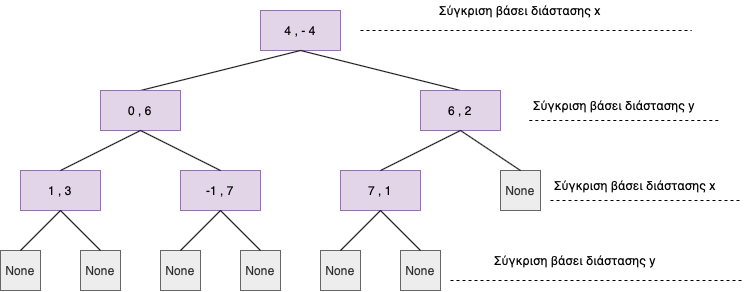 Σύγκριση βάσει διάστασης x
4 , - 4
0 , 6
6 , 2
Σύγκριση βάσει διάστασης y
1 , 3
-1 , 7
7 , 1
None
Σύγκριση βάσει διάστασης x
None
None
None
None
None
None
Σύγκριση βάσει διάστασης y